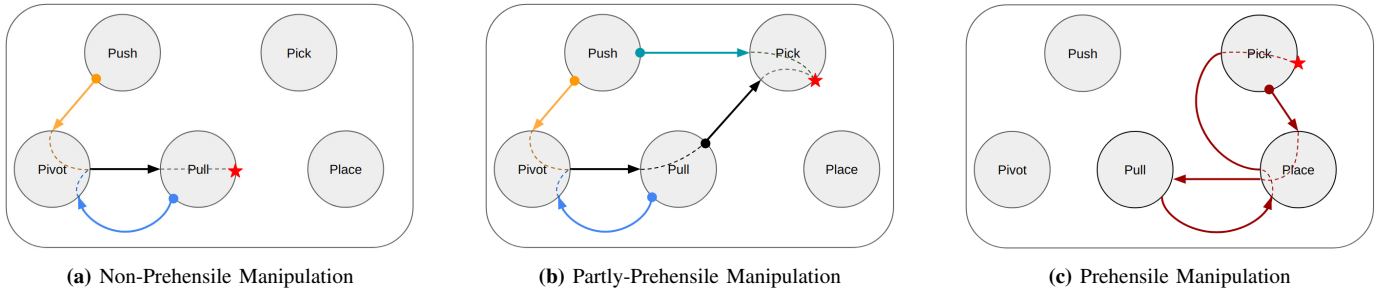 Push
Pick
Pivot
Pull
Place
(a) Non-Prehensile Manipulation
Push
Pick
Pivot
Pull
Place
(b) Partly-Prehensile Manipulation
Push
Pick
Pivot
Pull
Place
(c) Prehensile Manipulation